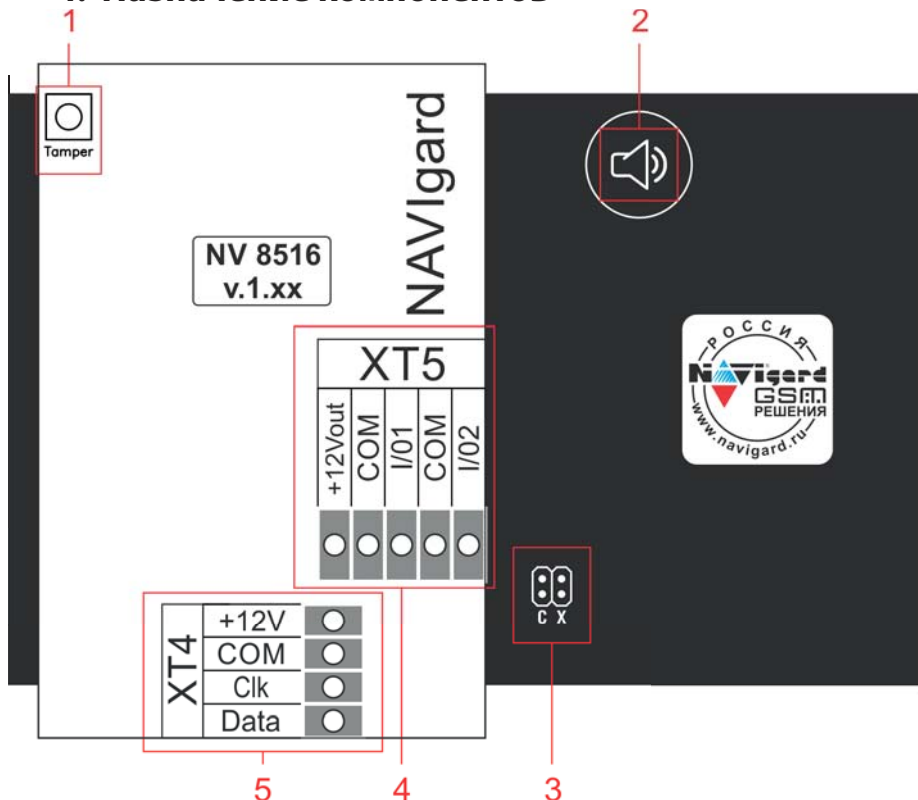 1
2
Tamper
NAVIgard
NV 8516
v.1.xx
XT5
+12Vout
COM
I/01
COM
I/02
РОССИЯ
NAVIgard
GSM
РЕШЕНИЯ
www.navigard.ru
C X
XT4
+12V
COM
Clk
Data
5
4
3